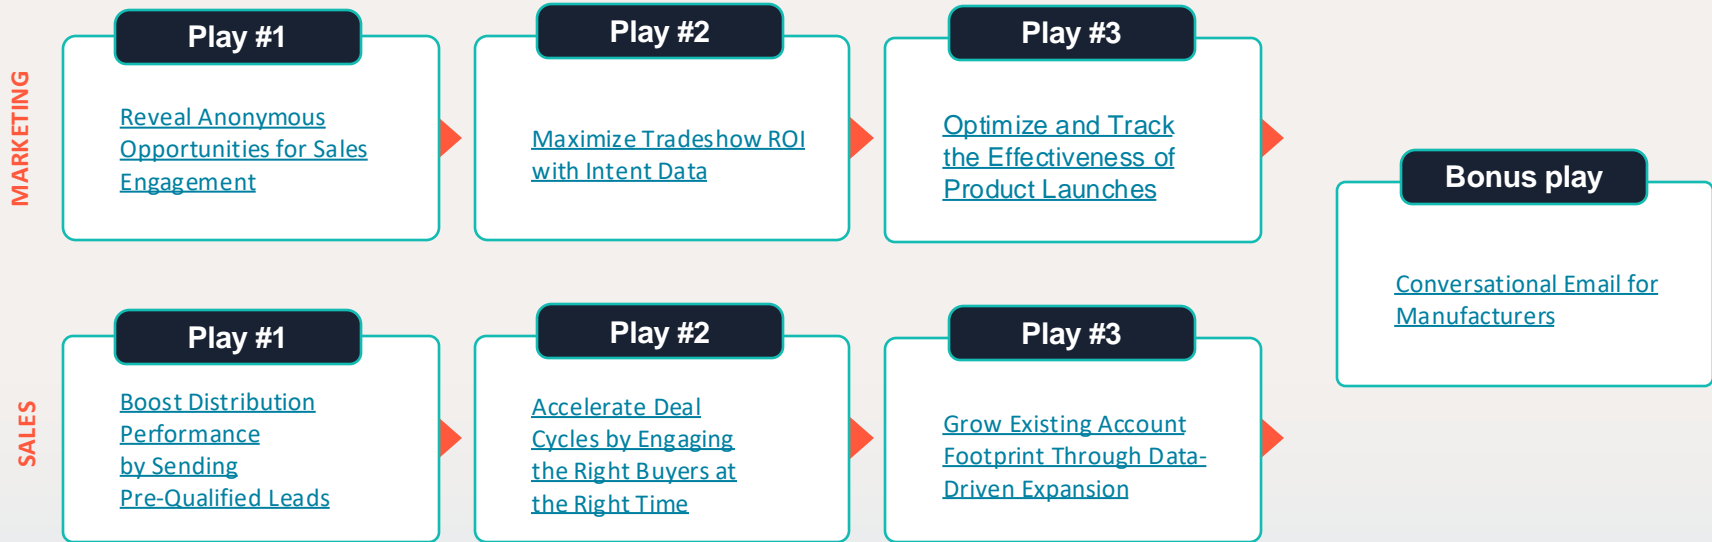 MARKETING
Play #1
Reveal Anonymous
Opportunities for Sales
Engagement
Play #2
Maximize Tradeshow ROI
with Intent Data
Play #3
Optimize and Track
the Effectiveness of
Product Launches
SALES
Play #1
Boost Distribution
Performance
by Sending
Pre-Qualified Leads
Play #2
Accelerate Deal
Cycles by Engaging
the Right Buyers at
the Right Time
Play #3
Grow Existing Account
Footprint Through Data-
Driven Expansion
Bonus play
Conversational Email for
Manufacturers